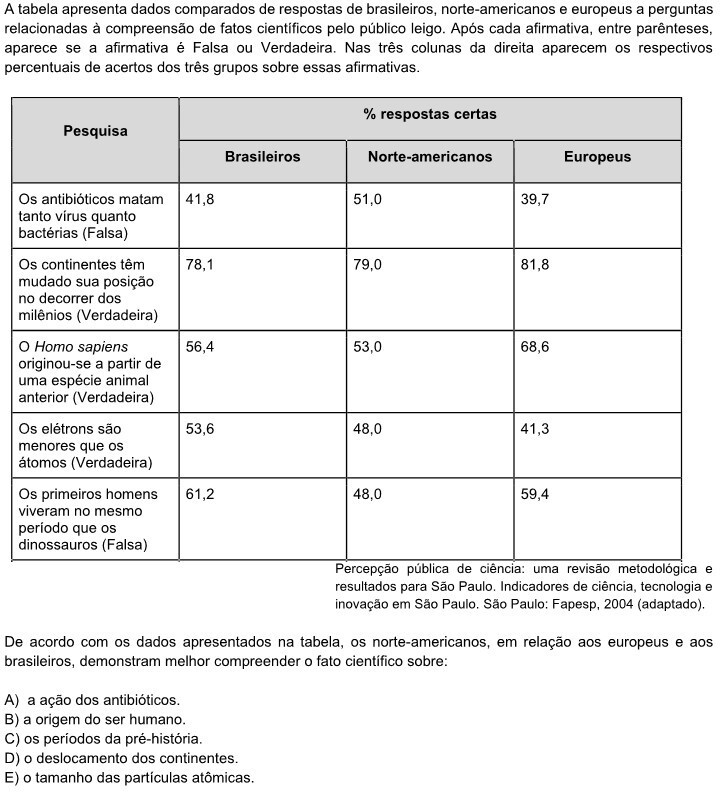 A tabela apresenta dados comparados de respostas de brasileiros, norte-americanos e europeus a perguntas
relacionadas à compreensão de fatos científicos pelo público leigo. Após cada afirmativa, entre parênteses,
aparece se a afirmativa é Falsa ou Verdadeira. Nas três colunas da direita aparecem os respectivos
percentuais de acertos dos três grupos sobre essas afirmativas.
Pesquisa
% respostas certas
Brasileiros
Norte-americanos
Europeus
Os antibióticos matam
tanto vírus quanto
bactérias (Falsa)
41,8
51,0
39,7
Os continentes têm
mudado sua posição
no decorrer dos
milênios (Verdadeira)
78,1
79,0
81,8
O Homo sapiens
originou-se a partir de
uma espécie animal
anterior (Verdadeira)
56,4
53,0
68,6
Os elétrons são
menores que os
átomos (Verdadeira)
53,6
48,0
41,3
Os primeiros homens
viveram no mesmo
período que os
dinossauros (Falsa)
61,2
48,0
59,4
Percepção pública de ciência: uma revisão metodológica e
resultados para São Paulo. Indicadores de ciência, tecnologia e
inovação em São Paulo. São Paulo: Fapesp, 2004 (adaptado).
De acordo com os dados apresentados na tabela, os norte-americanos, em relação aos europeus e aos
brasileiros, demonstram melhor compreender o fato científico sobre:
A) a ação dos antibióticos.
B) a origem do ser humano.
C) os períodos da pré-história.
D) o deslocamento dos continentes.
E) o tamanho das partículas atômicas.